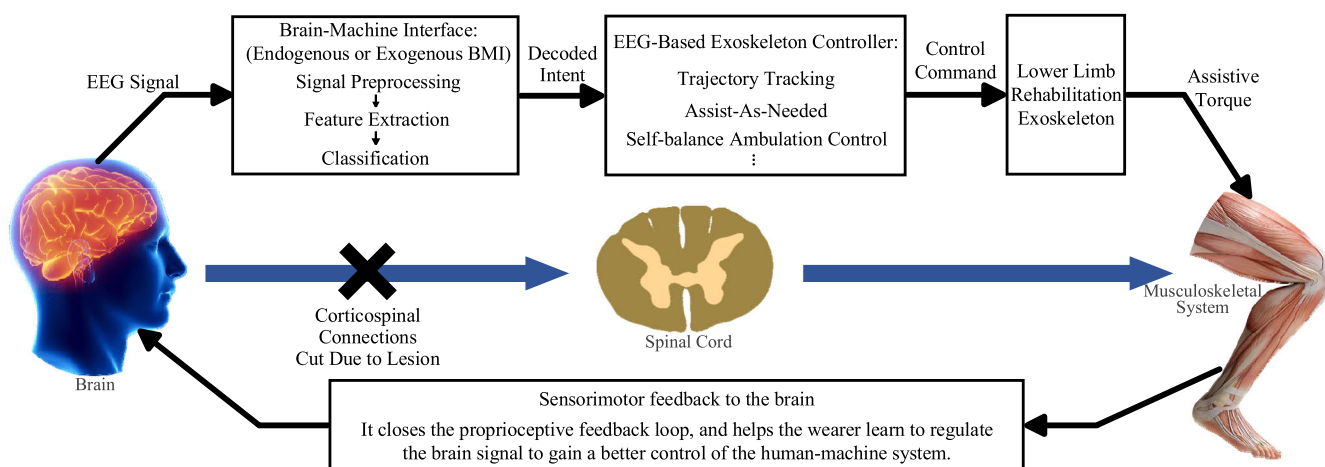 EEG Signal
Brain-Machine Interface:
(Endogenous or Exogenous BMI)
Signal Preprocessing
Feature Extraction
Classification
Decoded
Intent
EEG-Based Exoskeleton Controller:
Trajectory Tracking
Assist-As-Needed
Self-balance Ambulation Control
⋮
Control
Command
Lower Limb
Rehabilitation
Exoskeleton
Assistive
Torque
Brain
Corticospinal
Connections
Cut Due to Lesion
Spinal Cord
Musculoskeletal
System
Sensorimotor feedback to the brain
It closes the proprioceptive feedback loop, and helps the wearer learn to regulate
the brain signal to gain a better control of the human-machine system.